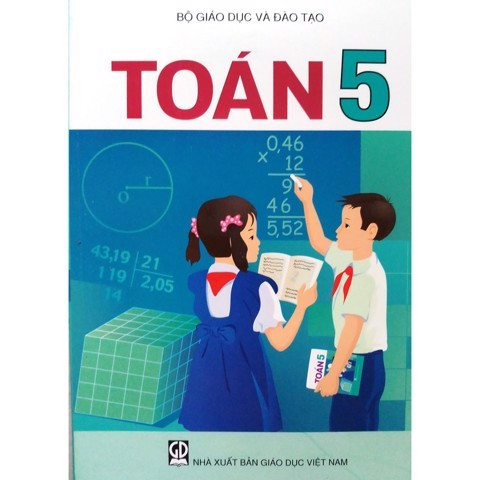 BỘ GIÁO DỤC VÀ ĐÀO TẠO
TOÁN 5
0,46
× 12
9
46
5,52
r
O
43,19 21
119 2,05
14
TOÁN 5
NHÀ XUẤT BẢN GIÁO DỤC VIỆT NAM